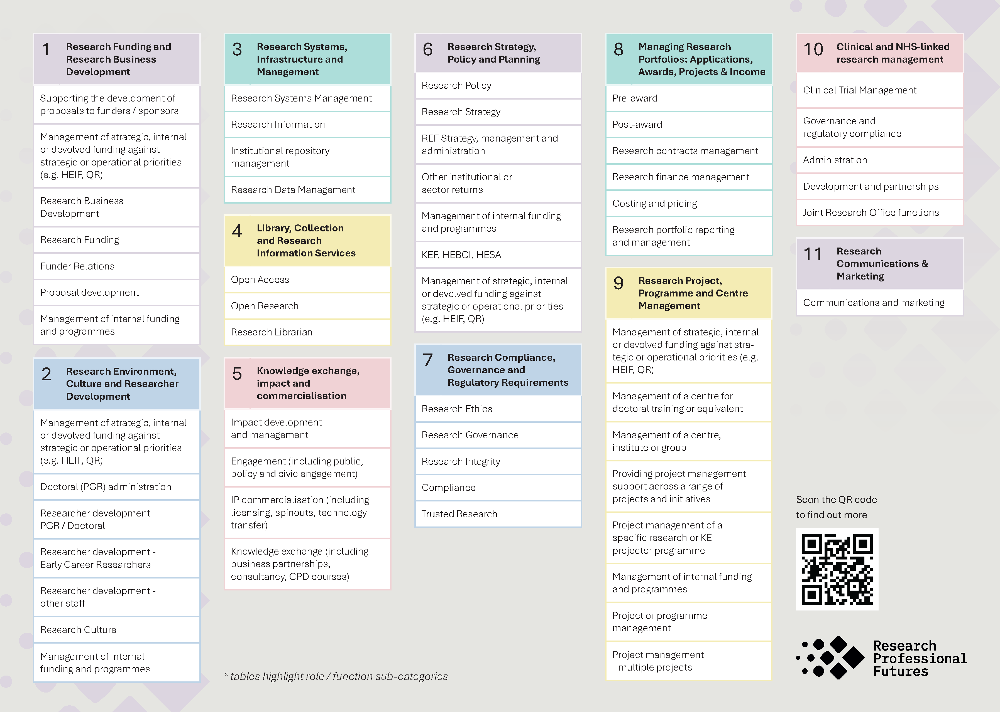 1
Research Funding and
Research Business
Development
Supporting the development of
proposals to funders / sponsors
Management of strategic, internal
or devolved funding against
strategic or operational priorities
(e.g. HEIF, QR)
Research Business
Development
Research Funding
Funder Relations
Proposal development
Management of internal funding
and programmes
2
Research Environment,
Culture and Researcher
Development
Management of strategic, internal
or devolved funding against
strategic or operational priorities
(e.g. HEIF, QR)
Doctoral (PGR) administration
Researcher development -
PGR / Doctoral
Researcher development -
Early Career Researchers
Researcher development -
other staff
Research Culture
Management of internal
funding and programmes
3
Research Systems,
Infrastructure and
Management
Research Systems Management
Research Information
Institutional repository
management
Research Data Management
4
Library, Collection
and Research
Information Services
Open Access
Open Research
Research Librarian
5
Knowledge exchange,
impact and
commercialisation
Impact development
and management
Engagement (including public,
policy and civic engagement)
IP commercialisation (including
licensing, spinouts, technology
transfer)
Knowledge exchange (including
business partnerships,
consultancy, CPD courses)
* tables highlight role / function sub-categories
6
Research Strategy,
Policy and Planning
Research Policy
Research Strategy
REF Strategy, management and
administration
Other institutional or
sector returns
Management of internal funding
and programmes
KEF, HEBCI, HESA
Management of strategic, internal
or devolved funding against
strategic or operational priorities
(e.g. HEIF, QR)
7
Research Compliance,
Governance and
Regulatory Requirements
Research Ethics
Research Governance
Research Integrity
Compliance
Trusted Research
8
Managing Research
Portfolios: Applications,
Awards, Projects & Income
Pre-award
Post-award
Research contracts management
Research finance management
Costing and pricing
Research portfolio reporting
and management
9
Research Project,
Programme and Centre
Management
Management of strategic, internal
or devolved funding against stra-
tegic or operational priorities (e.g.
HEIF, QR)
Management of a centre for
doctoral training or equivalent
Management of a centre,
institute or group
Providing project management
support across a range of
projects and initiatives
Project management of a
specific research or KE
projector programme
Management of internal funding
and programmes
Project or programme
management
Project management
- multiple projects
10
Clinical and NHS-linked
research management
Clinical Trial Management
Governance and
regulatory compliance
Administration
Development and partnerships
Joint Research Office functions
11
Research
Communications &
Marketing
Communications and marketing
Scan the QR code
to find out more
Research
Professional
Futures